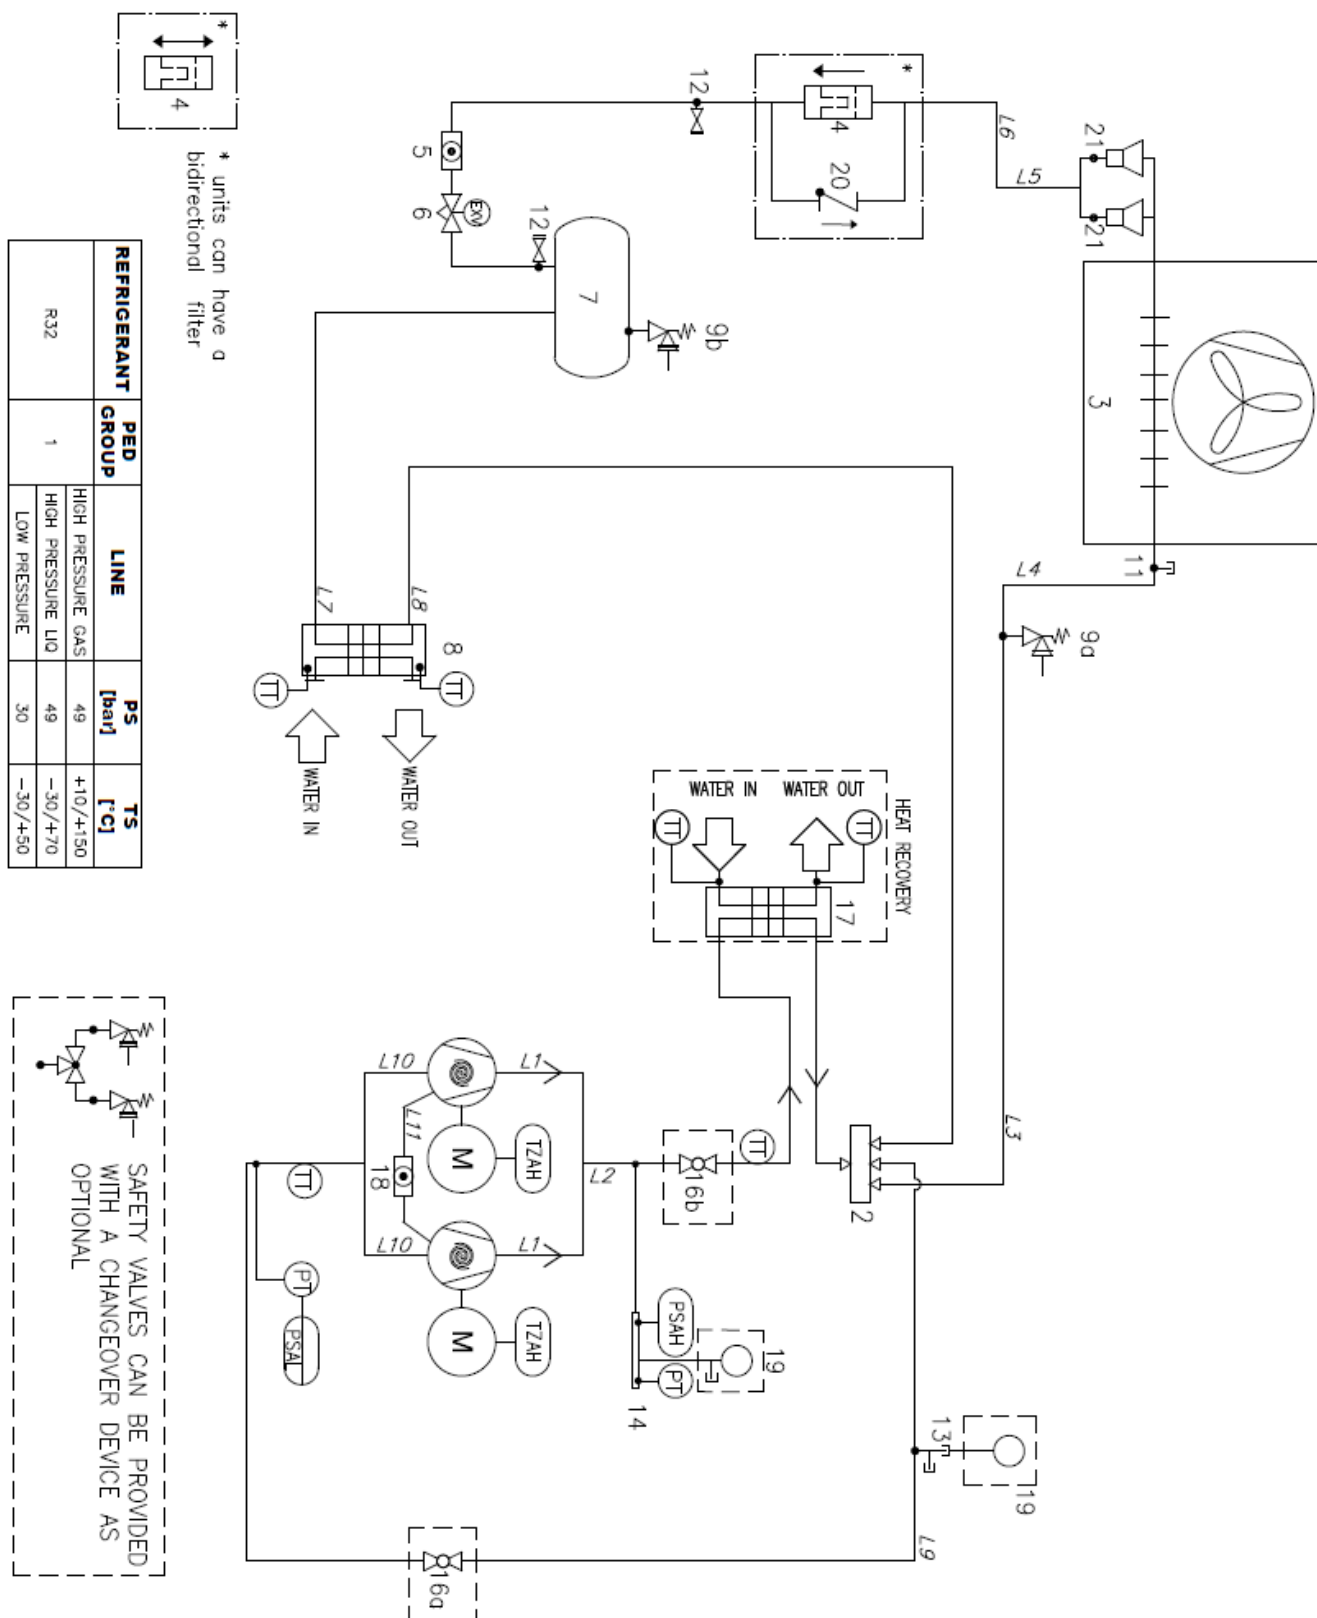 *
4
* units can have a
bidirectional filter
12
*
4
20
L6
21
L5
21
5
6
EXV
12
7
9b
3
11
L4
9a
L7
L8
8
TT
TT
WATER IN
WATER OUT
HEAT RECOVERY
WATER IN
WATER OUT
TT
TT
17
L3
REFRIGERANT
PED
GROUP
LINE
PS
[bar]
TS
[°C]
R32
1
HIGH PRESSURE GAS
49
+10/+150
HIGH PRESSURE LIQ
49
-30/+70
LOW PRESSURE
30
-30/+50
L10
L1
L11
M
TZAH
18
L10
L1
M
TZAH
TT
PT
PSAL
L2
16b
TT
2
PSAH
PT
19
14
13
19
L9
16a
SAFETY VALVES CAN BE PROVIDED
WITH A CHANGEOVER DEVICE AS
OPTIONAL